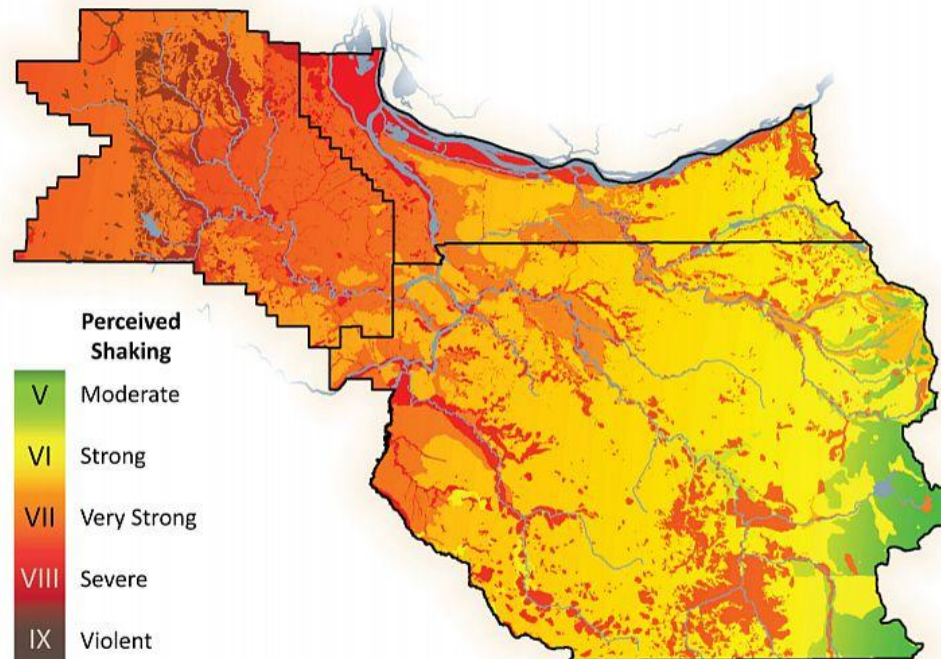 Perceived
Shaking
V Moderate
VI Strong
VII Very Strong
VIII Severe
IX Violent